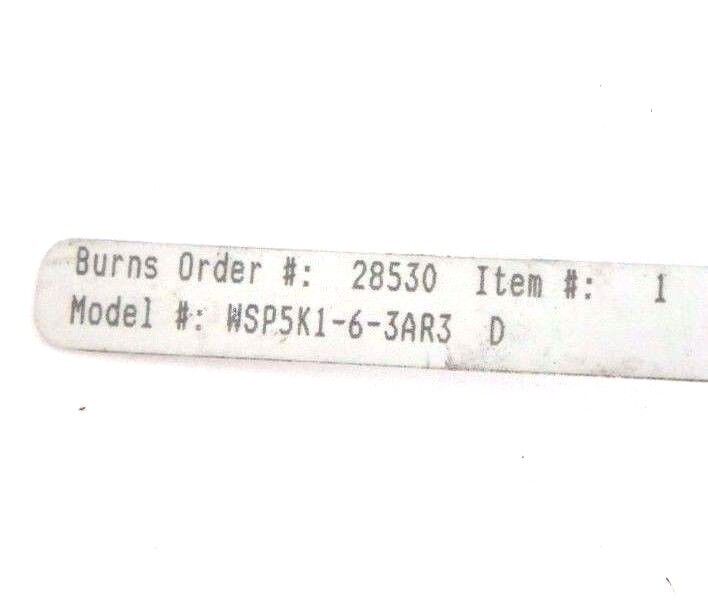 Burns Order #: 28530 Item #: 1
Model #: WSP5K1-6-3AR3 D